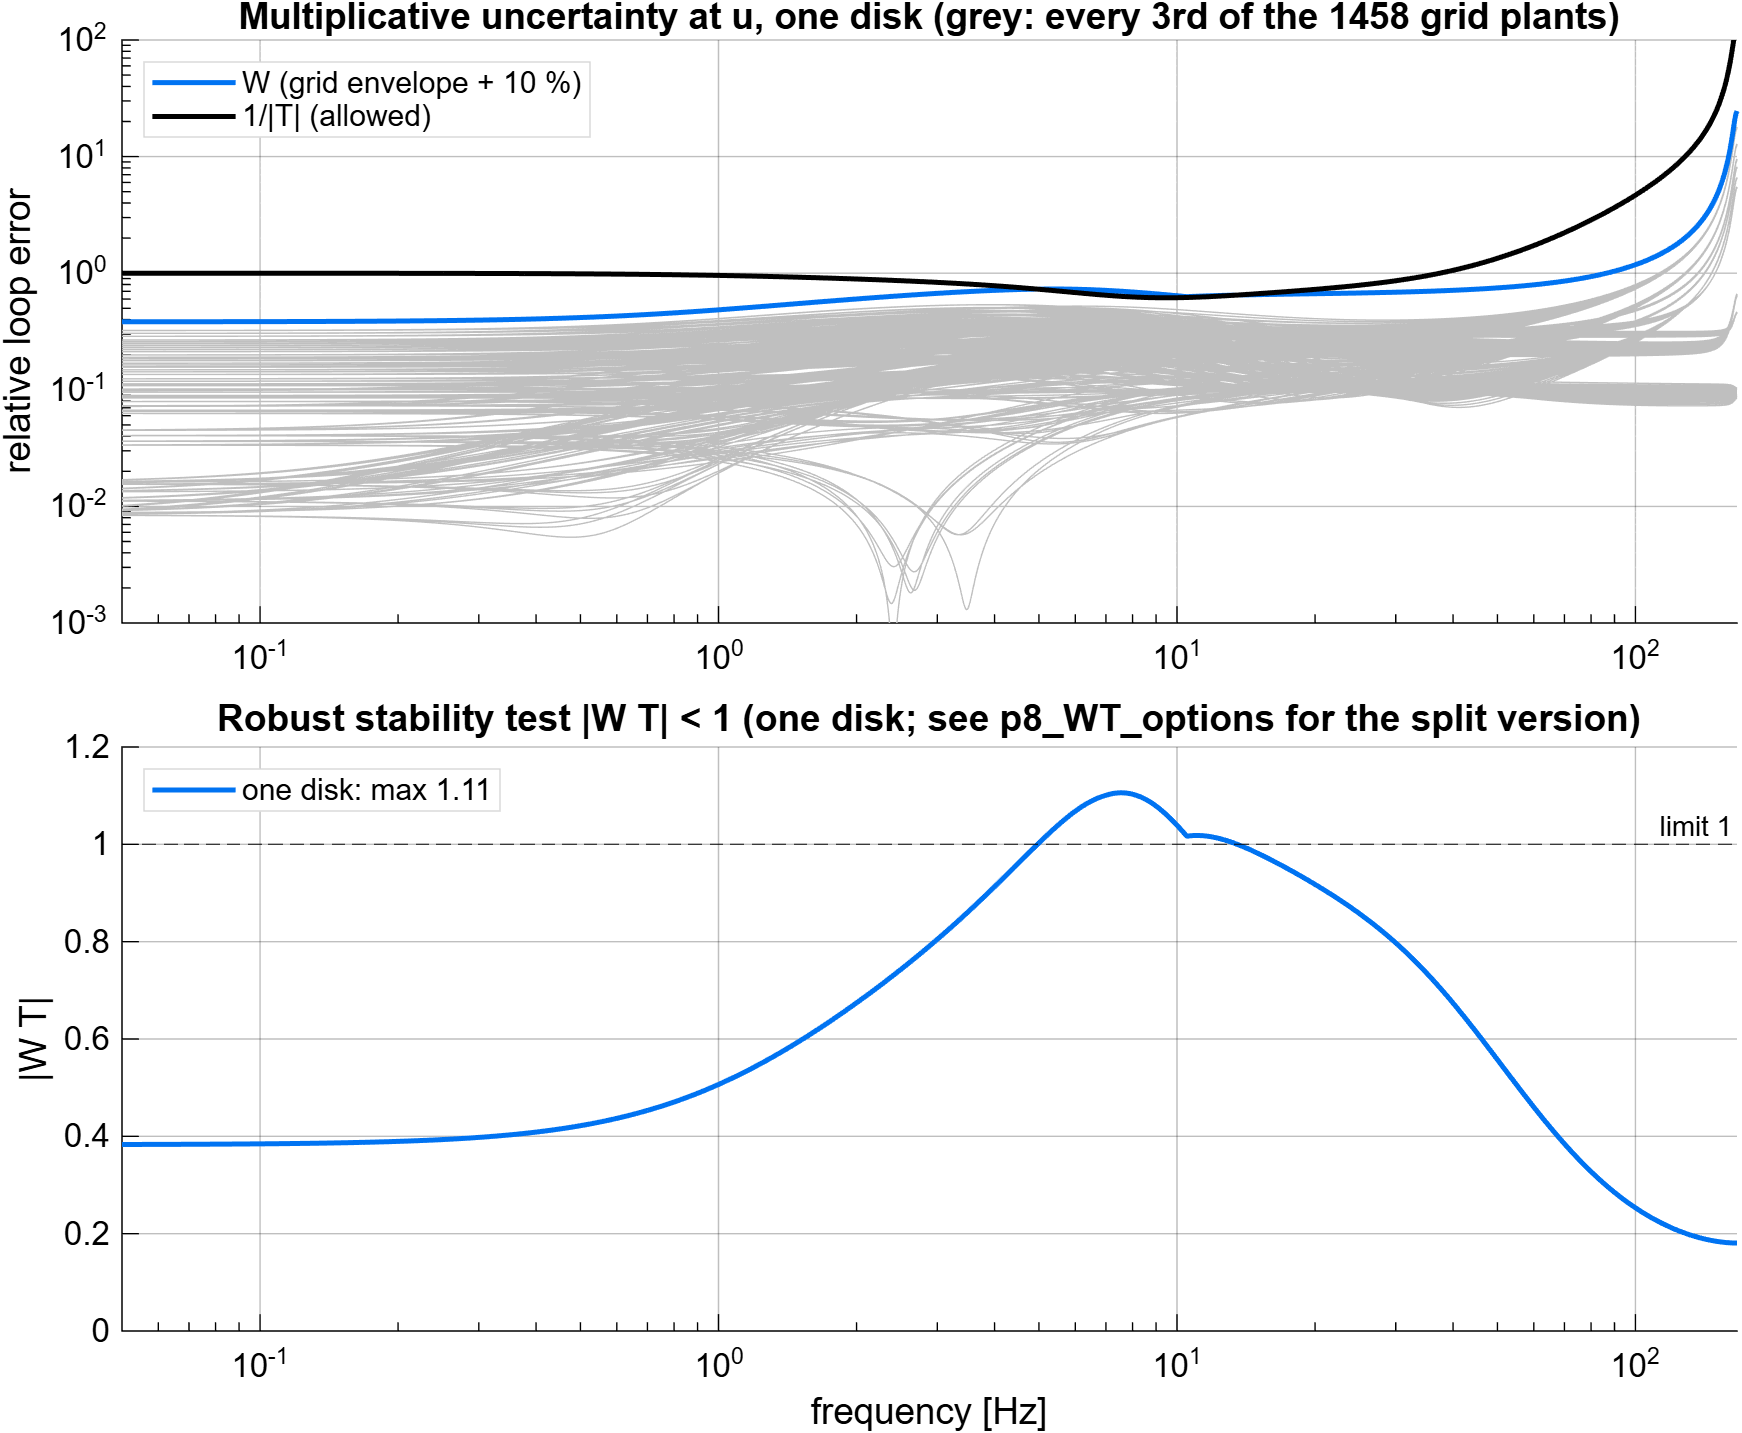 Multiplicative uncertainty at u, one disk (grey: every 3rd of the 1458 grid plants)
10^2
10^1
10^0
10^-1
10^-2
10^-3
relative loop error
W (grid envelope + 10 %)
1/|T| (allowed)
10^-1 10^0 10^1 10^2
Robust stability test |W T| < 1 (one disk; see p8_WT_options for the split version)
1.2
1
0.8
0.6
0.4
0.2
0
|W T|
one disk: max 1.11
limit 1
10^-1 10^0 10^1 10^2
frequency [Hz]